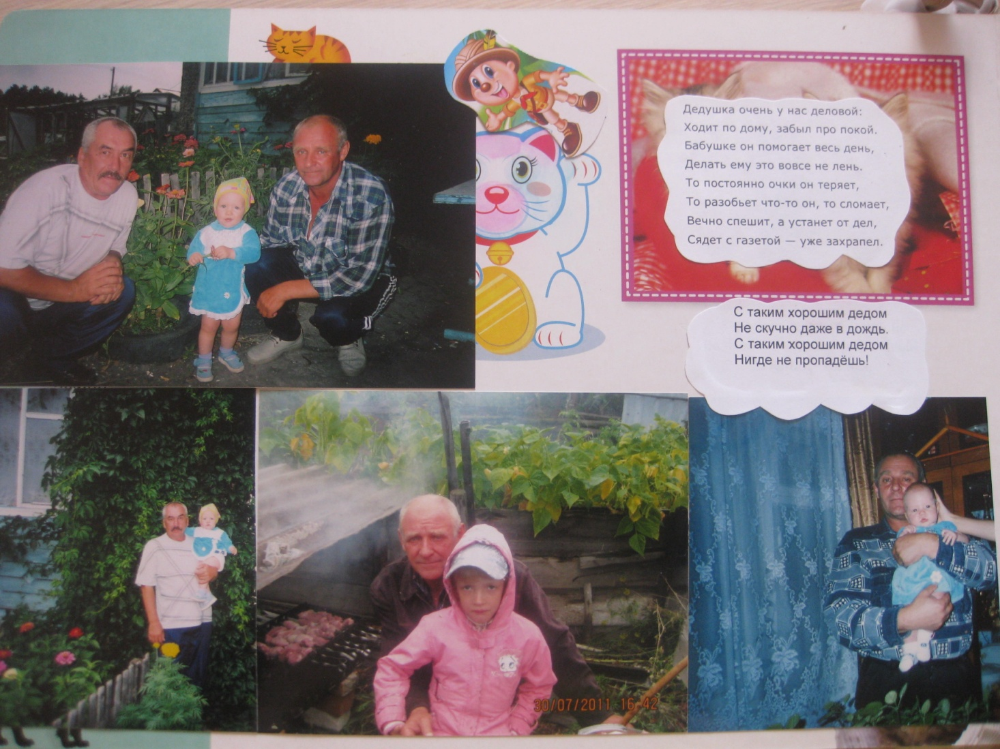 Дедушка очень у нас деловой:
Ходит по дому, забыл про покой.
Бабушке он помогает весь день,
Делать ему это вовсе не лень.
То постоянно очки он теряет,
То разобьет что-то он, то сломает,
Вечно спешит, а устанет от дел,
Сядет с газетой — уже захрапел.
С таким хорошим дедом
Не скучно даже в дождь.
С таким хорошим дедом
Нигде не пропадёшь!
30/07/2011 16:42